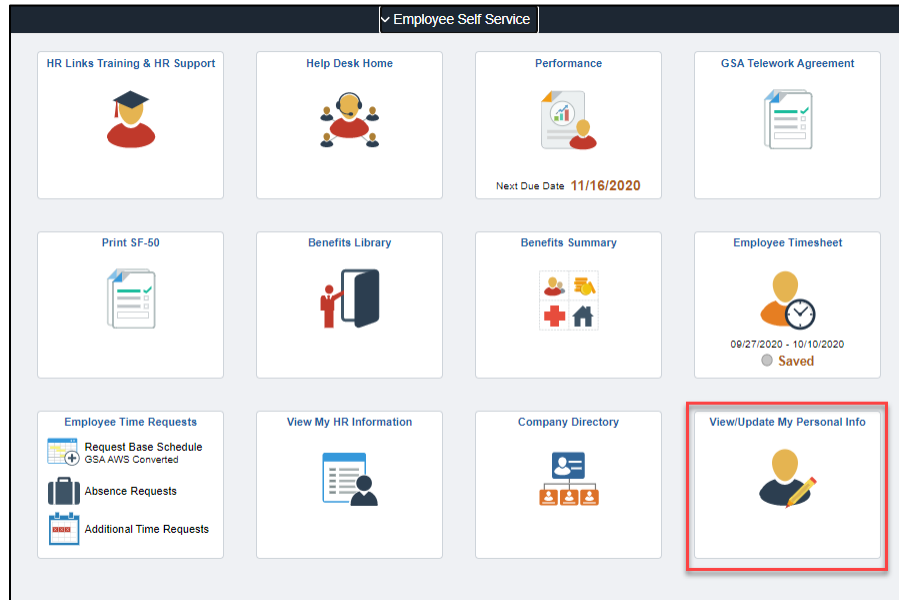 Employee Self Service
HR Links Training & HR Support
Help Desk Home
Performance
GSA Telework Agreement
Next Due Date 11/16/2020
Print SF-50
Benefits Library
Benefits Summary
Employee Timesheet
09/27/2020 - 10/10/2020
Saved
Employee Time Requests
View My HR Information
Company Directory
View/Update My Personal Info
Request Base Schedule
GSA AWS Converted
Absence Requests
Additional Time Requests